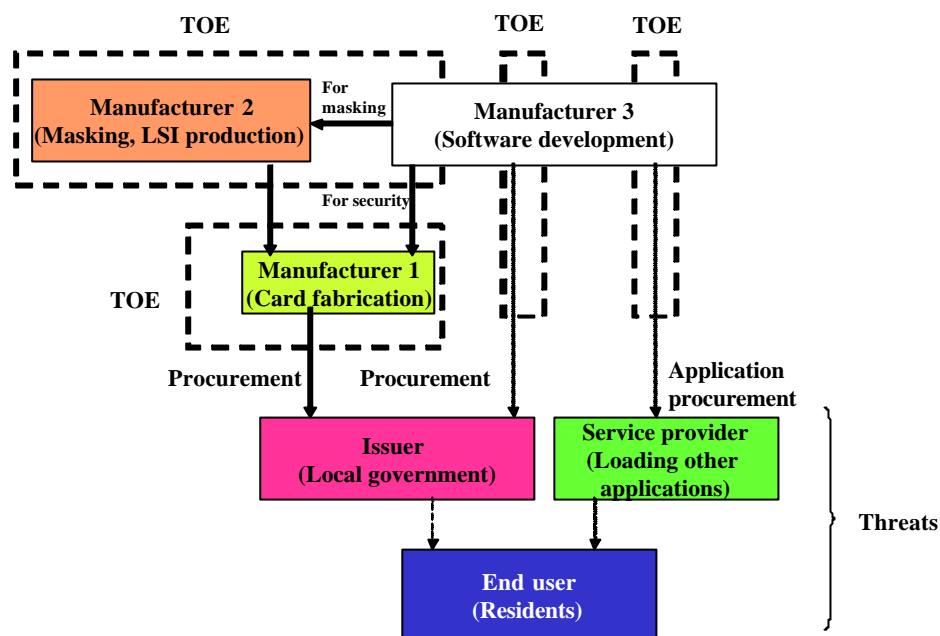 TOE
TOE
TOE
Manufacturer 2
(Masking, LSI production)
For
masking
Manufacturer 3
(Software development)
For security
Manufacturer 1
(Card fabrication)
TOE
Procurement
Procurement
Application
procurement
Issuer
(Local government)
Service provider
(Loading other
applications)
Threats
End user
(Residents)